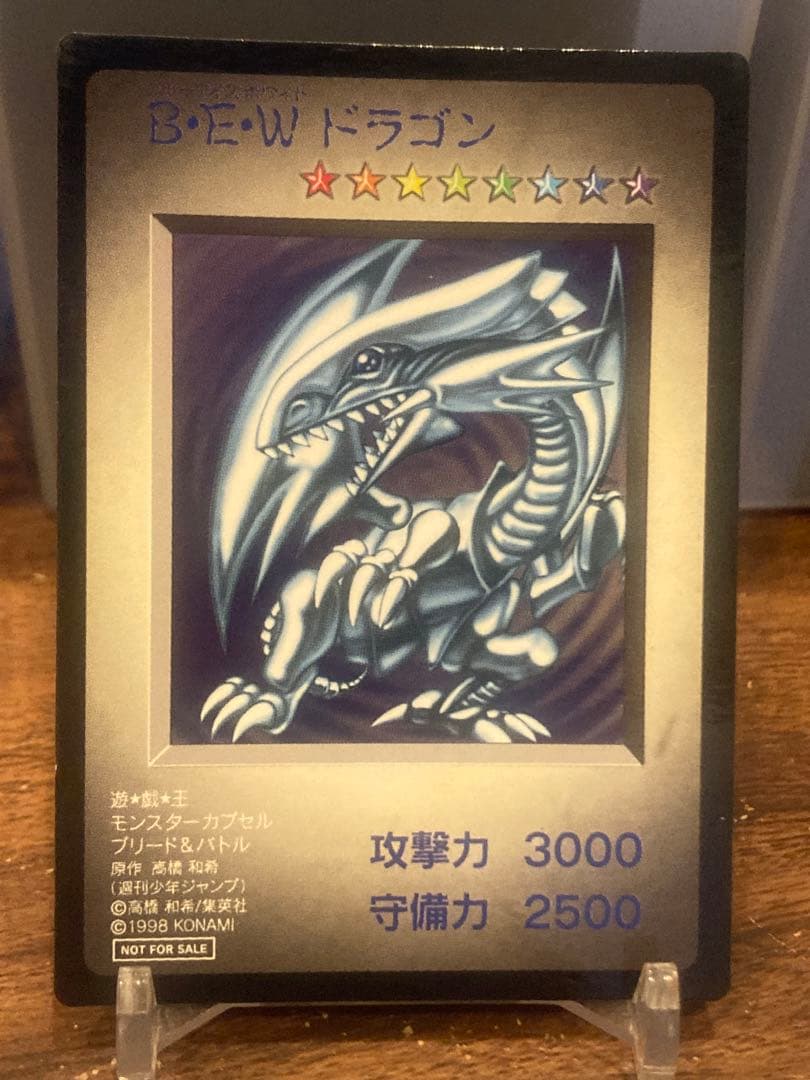 B・E・W ドラゴン
遊★戯★王
モンスターカプセル
ブリード&バトル
原作 高橋 和希
(週刊少年ジャンプ)
©高橋 和希/集英社
©1998 KONAMI
NOT FOR SALE
攻撃力 3000
守備力 2500